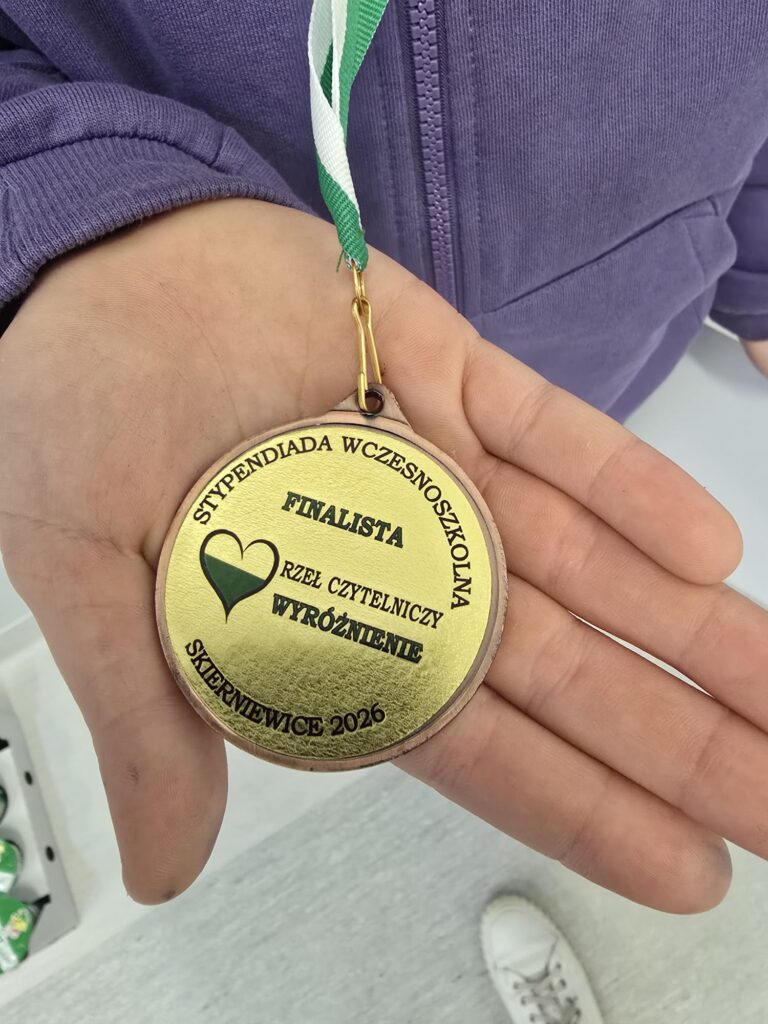 STYPENDIADA WCZESNOSZKOLNA
FINALISTA
RZEŁ CZYTELNICZY
WYRÓŻNIENIE
SKIERNIEWICE 2026